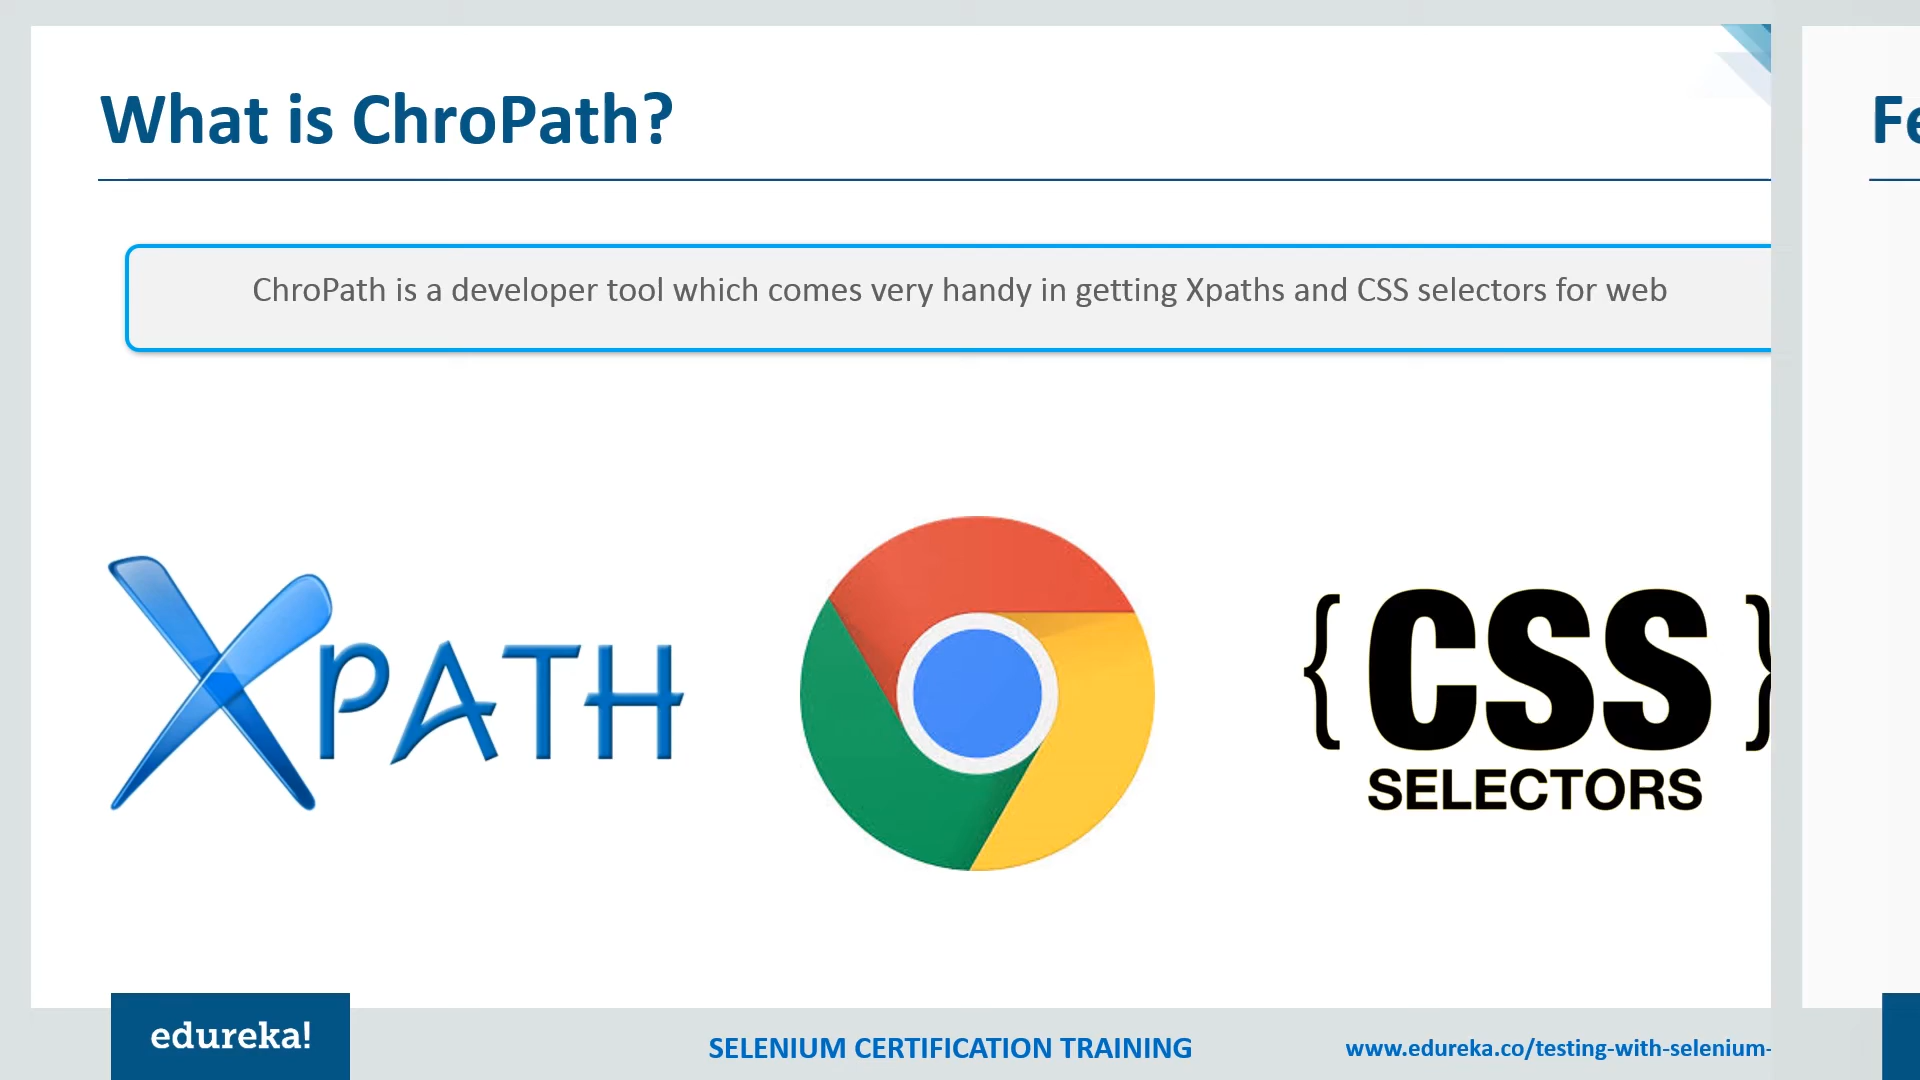 What is ChroPath?
ChroPath is a developer tool which comes very handy in getting Xpaths and CSS selectors for web
XPATH
{CSS}
SELECTORS
edureka!
SELENIUM CERTIFICATION TRAINING
www.edureka.co/testing-with-selenium-
Fe